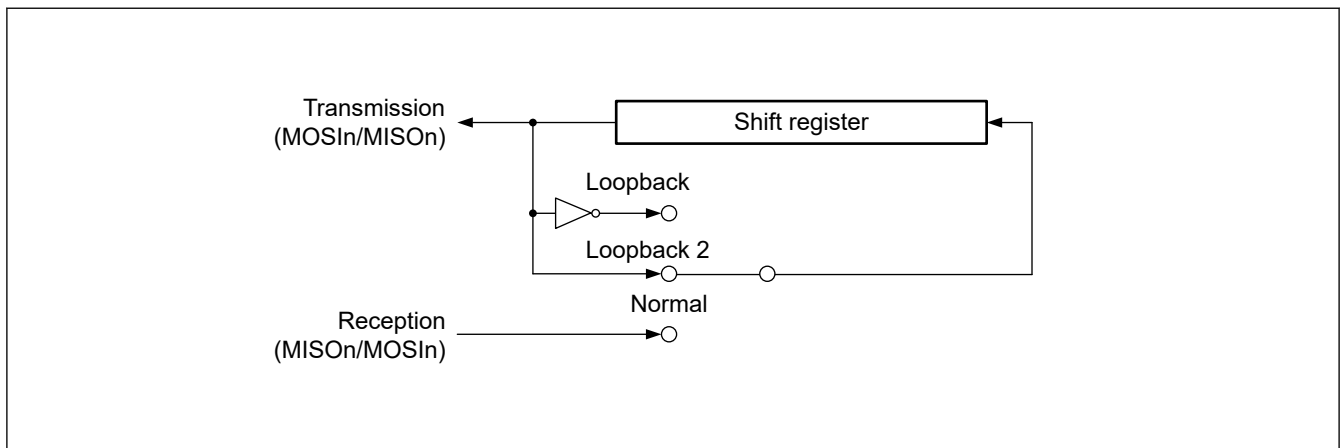 Transmission
(MOSIn/MISOn)
Shift register
Loopback
Loopback 2
Normal
Reception
(MISOn/MOSIn)